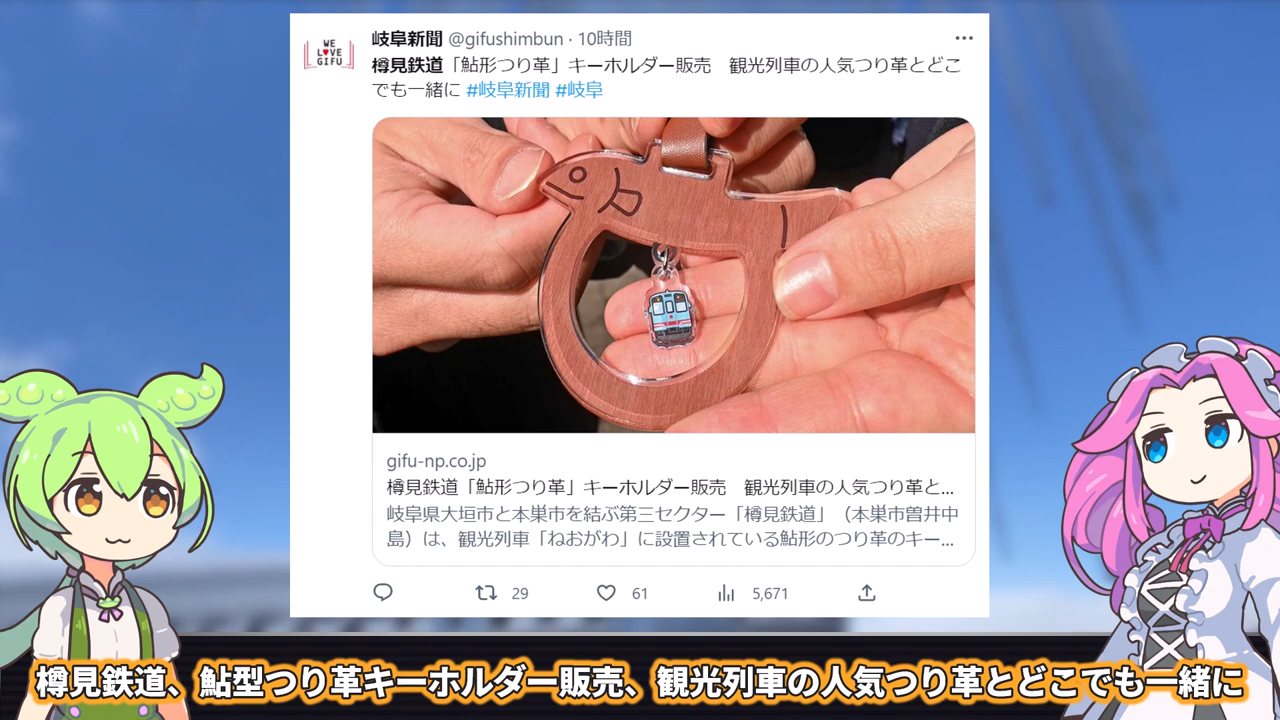 WE
LOVE
GIFU
岐阜新聞 @gifushimbun · 10時間
樽見鉄道「鮎形つり革」キーホルダー販売　観光列車の人気つり革とどこ
でも一緒に #岐阜新聞 #岐阜
gifu-np.co.jp
樽見鉄道「鮎形つり革」キーホルダー販売　観光列車の人気つり革と...
岐阜県大垣市と本巣市を結ぶ第三セクター「樽見鉄道」（本巣市曽井中
島）は、観光列車「ねおがわ」に設置されている鮎形のつり革のキー...
29
61
5,671
樽見鉄道、鮎型つり革キーホルダー販売、観光列車の人気つり革とどこでも一緒に